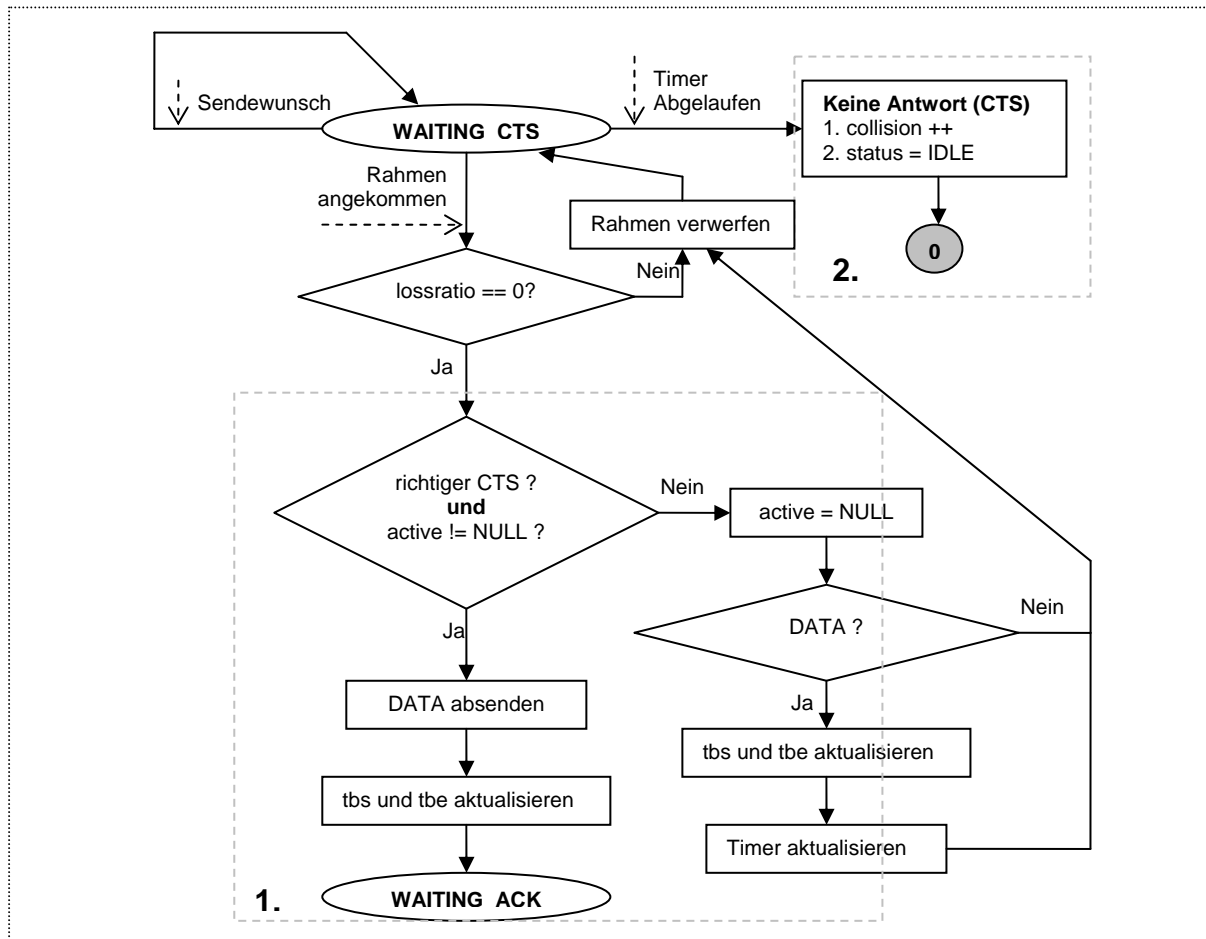 Sendewunsch
Timer
Abgelaufen
WAITING CTS
Keine Antwort (CTS)
1. collision ++
2. status = IDLE
Rahmen
angekommen
Rahmen verwerfen
0
2.
Nein
lossratio == 0?
Ja
richtiger CTS ?
und
active != NULL ?
Nein
active = NULL
Ja
DATA ?
Nein
Ja
DATA absenden
tbs und tbe aktualisieren
tbs und tbe aktualisieren
Timer aktualisieren
WAITING ACK
1.